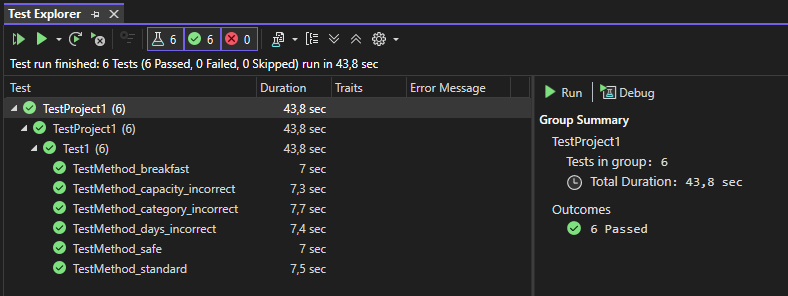 Test Explorer
6 6 0
Test run finished: 6 Tests (6 Passed, 0 Failed, 0 Skipped) run in 43,8 sec
Test Duration Traits Error Message
TestProject1 (6) 43,8 sec
TestProject1 (6) 43,8 sec
Test1 (6) 43,8 sec
TestMethod_breakfast 7 sec
TestMethod_capacity_incorrect 7,3 sec
TestMethod_category_incorrect 7,7 sec
TestMethod_days_incorrect 7,4 sec
TestMethod_safe 7 sec
TestMethod_standard 7,5 sec
Run Debug
Group Summary
TestProject1
Tests in group: 6
Total Duration: 43,8 sec
Outcomes
6 Passed